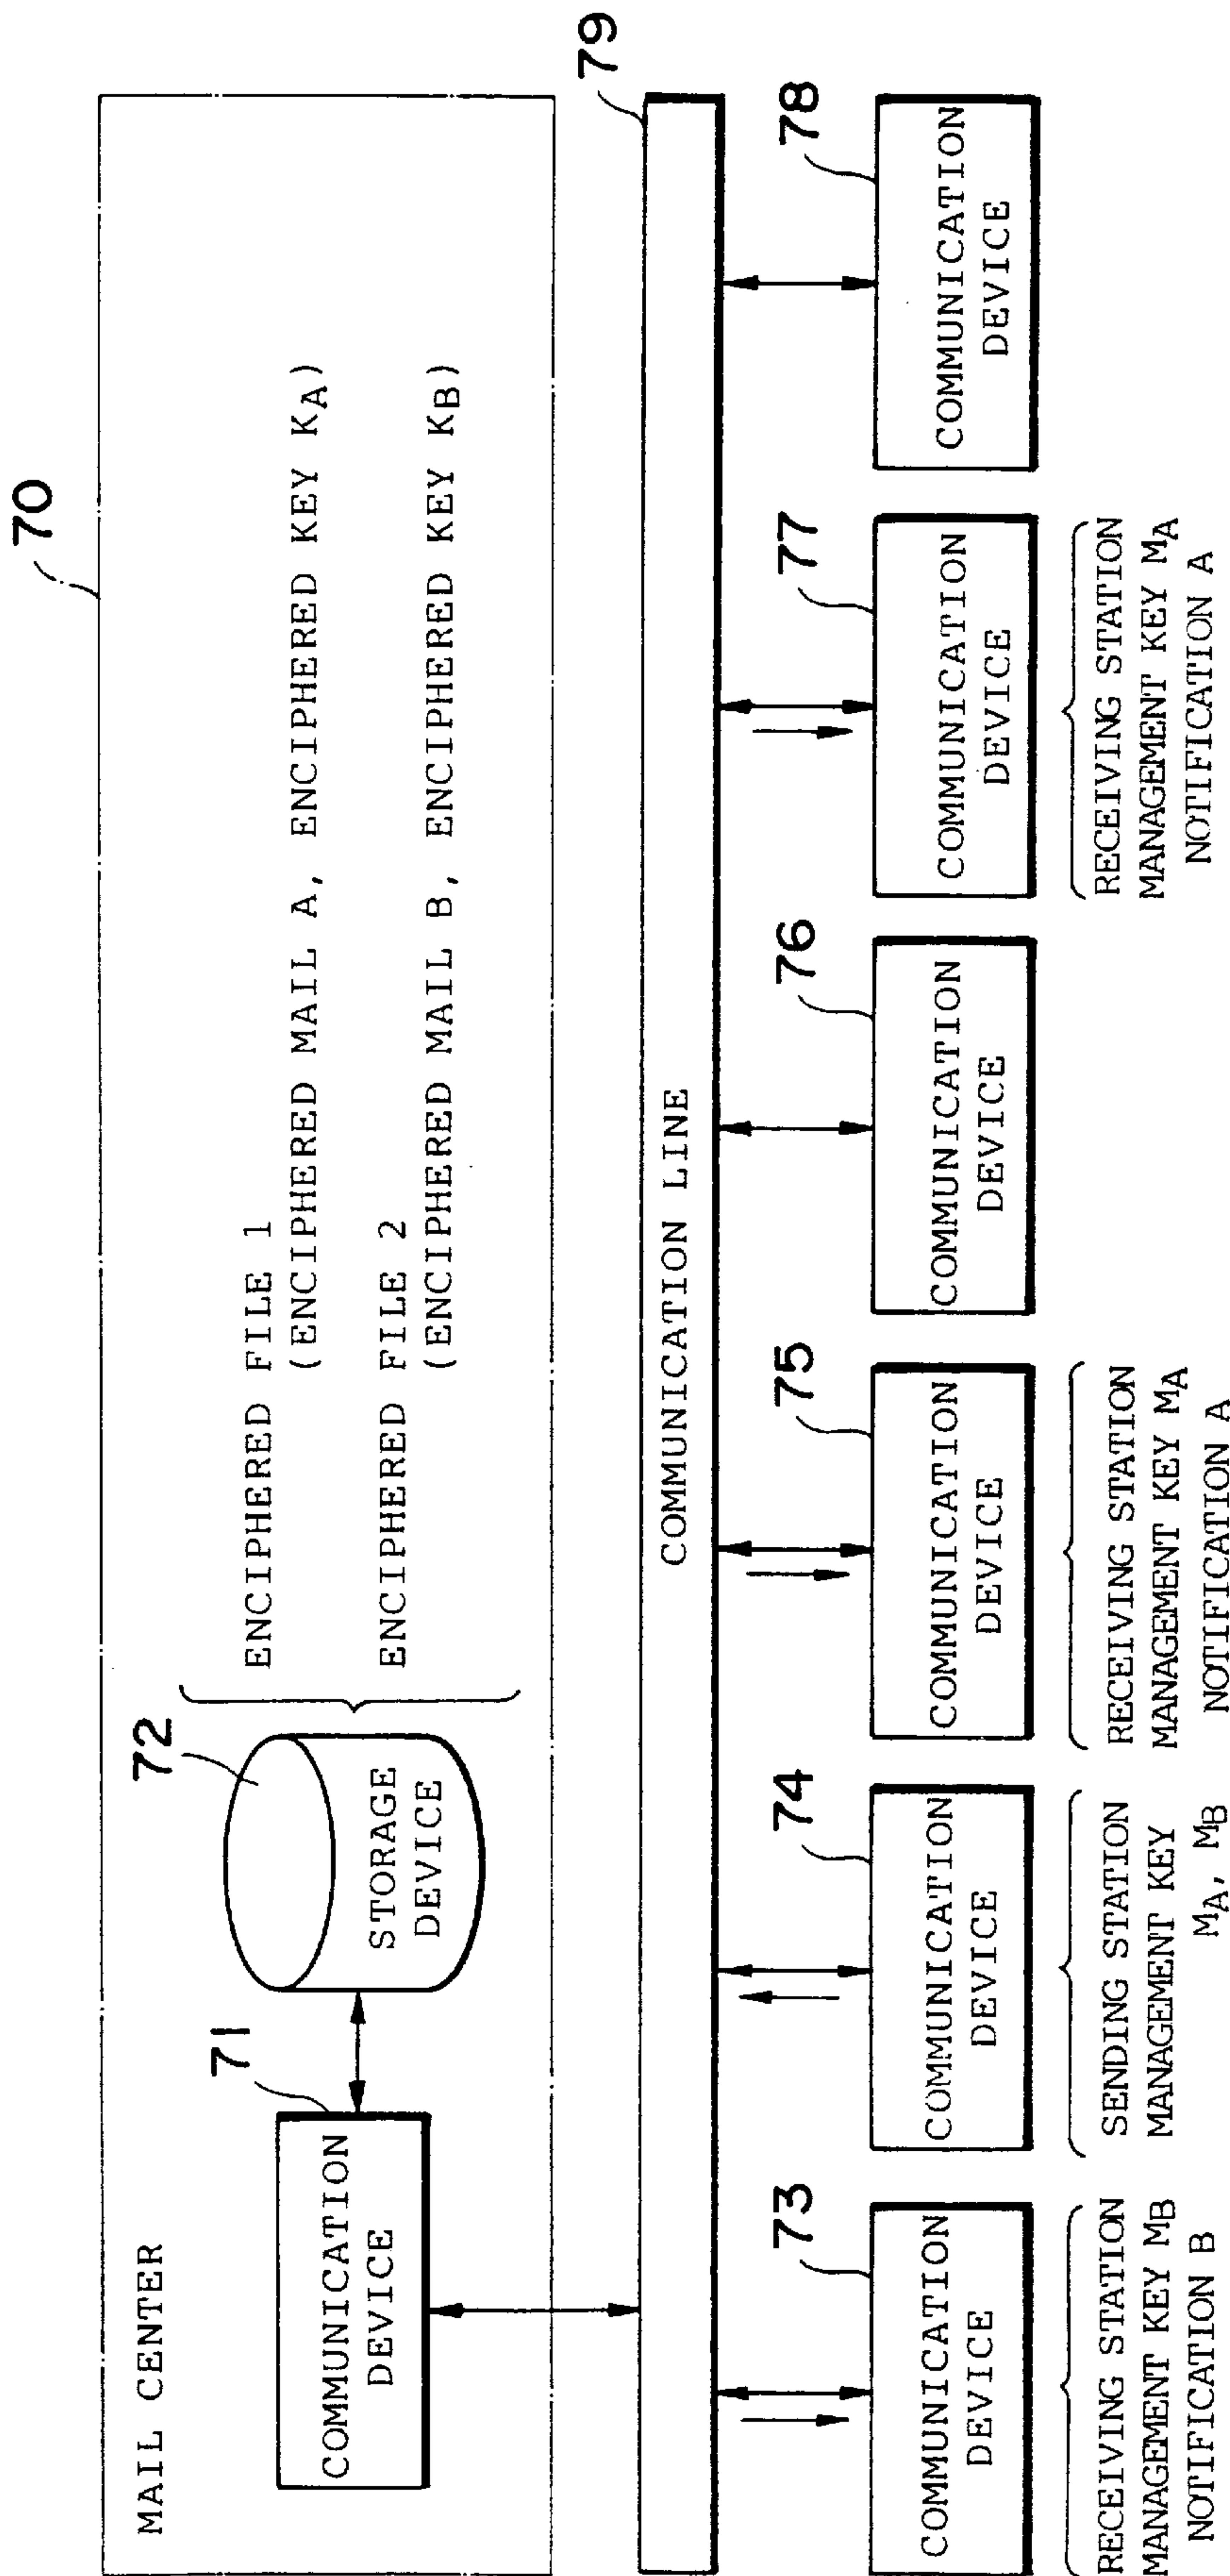 70
MAIL CENTER
71
COMMUNICATION
DEVICE
72
STORAGE
DEVICE
ENCIPHERED FILE 1
(ENCIPHERED MAIL A, ENCIPHERED KEY KA)
ENCIPHERED FILE 2
(ENCIPHERED MAIL B, ENCIPHERED KEY KB)
79
COMMUNICATION LINE
73
COMMUNICATION
DEVICE
RECEIVING STATION
MANAGEMENT KEY MB
NOTIFICATION B
74
COMMUNICATION
DEVICE
SENDING STATION
MANAGEMENT KEY
MA, MB
75
COMMUNICATION
DEVICE
RECEIVING STATION
MANAGEMENT KEY MA
NOTIFICATION A
76
COMMUNICATION
DEVICE
77
COMMUNICATION
DEVICE
RECEIVING STATION
MANAGEMENT KEY MA
NOTIFICATION A
78
COMMUNICATION
DEVICE